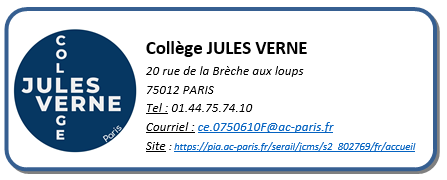 COLLEGE
JULES
VERNE
Paris
Collège JULES VERNE
20 rue de la Brèche aux loups
75012 PARIS
Tel : 01.44.75.74.10
Courriel : ce.0750610F@ac-paris.fr
Site : https://pia.ac-paris.fr/serail/jcms/s2_802769/fr/accueil